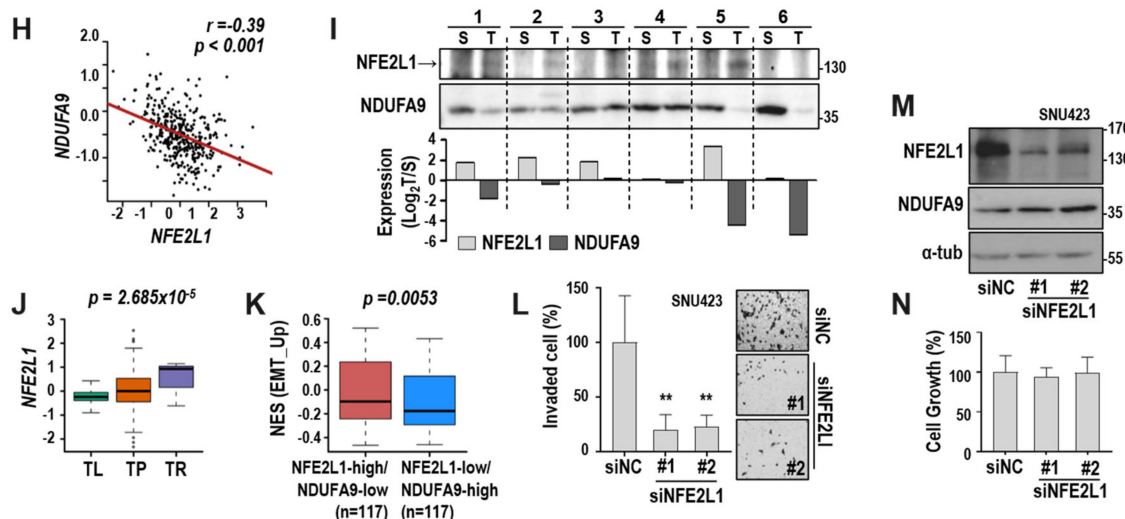 H
r =-0.39
p < 0.001
NDUFA9
2.0
1.0
0.0
-1.0
-2 -1 0 1 2 3
NFE2L1
I
1 2 3 4 5 6
S T S T S T S T S T S T
NFE2L1→
130
NDUFA9
35
Expression
(Log2T/S)
4
2
0
-2
-4
-6
NFE2L1 NDUFA9
M
SNU423
NFE2L1
170
130
NDUFA9
35
α-tub
55
siNC #1 #2
siNFE2L1
J
p = 2.685x10-5
NFE2L1
3
2
1
0
-1
-2
TL TP TR
K
p =0.0053
NES (EMT_Up)
0.6
0.4
0.2
0.0
-0.2
-0.4
NFE2L1-high/
NDUFA9-low
(n=117)
NFE2L1-low/
NDUFA9-high
(n=117)
L
SNU423
Invaded cell (%)
150
100
50
0
** **
siNC #1 #2
siNFE2L1
siNC
#1
#2
siNFE2LI
N
Cell Growth (%)
150
100
50
0
siNC #1 #2
siNFE2L1